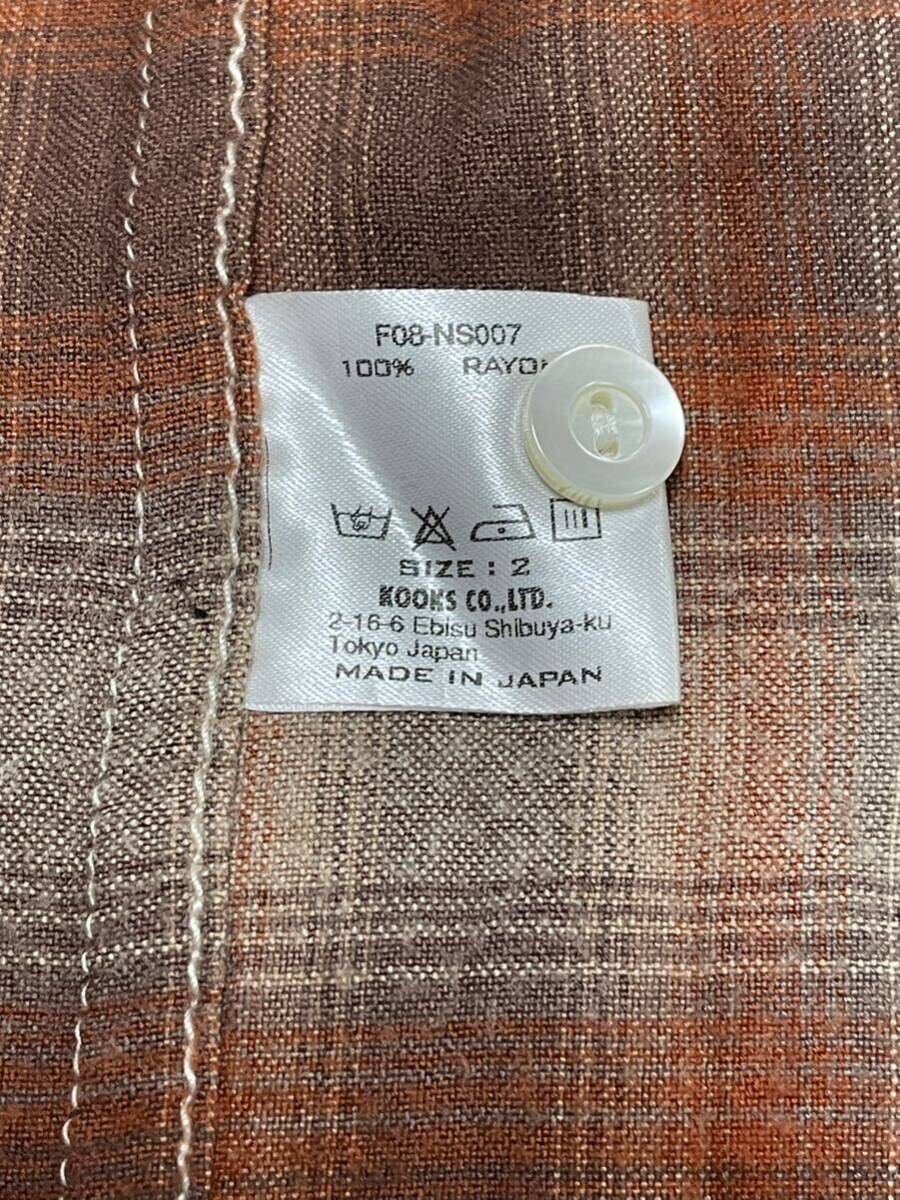 F08-NS007
100% RAYON
SIZE : 2
KOOKS CO.,LTD.
2-16-6 Ebisu Shibuya-ku
Tokyo Japan
MADE IN JAPAN